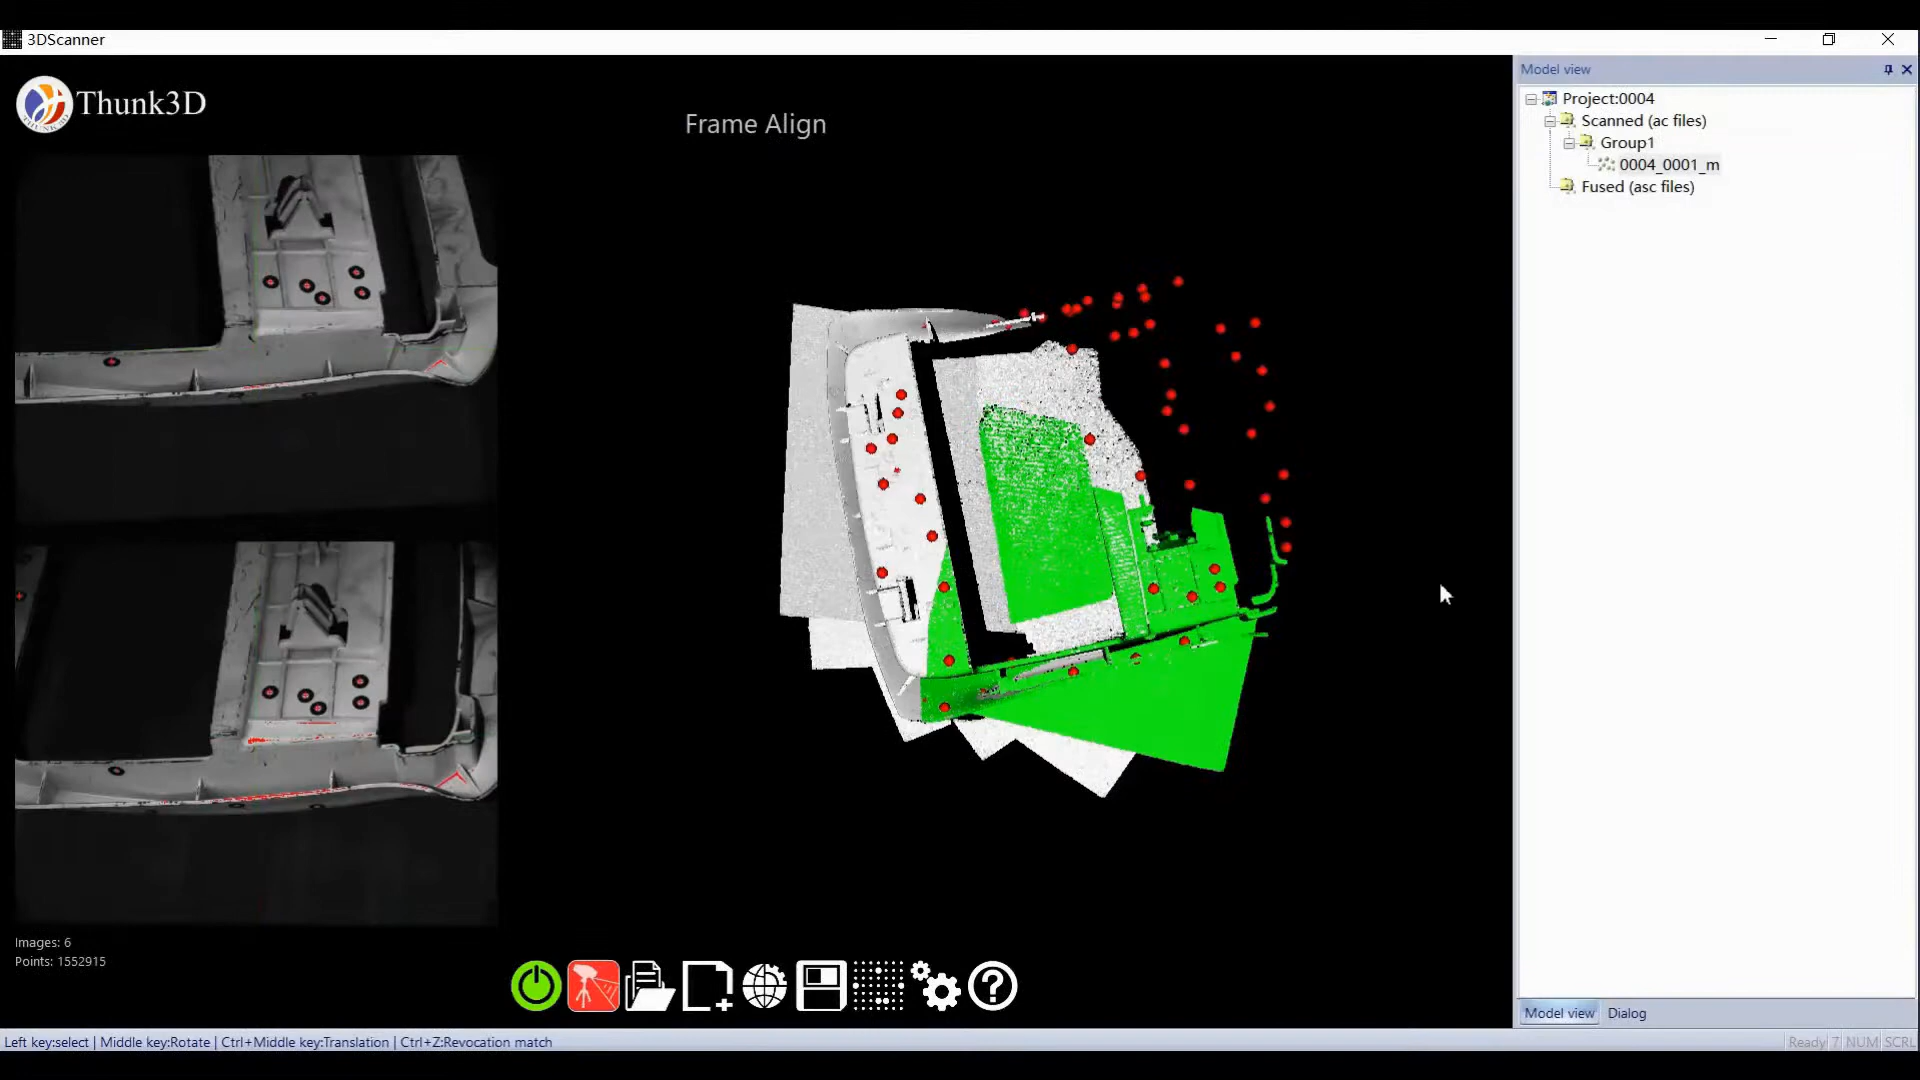 3DScanner
Thunk3D
Frame Align
Model view
Project:0004
Scanned (ac files)
Group1
0004_0001_m
Fused (asc files)
Images: 6
Points: 1552915
Model view
Dialog
Left key:select | Middle key:Rotate | Ctrl+Middle key:Translation | Ctrl+Z:Revocation match
Ready 7 NUM SCRL